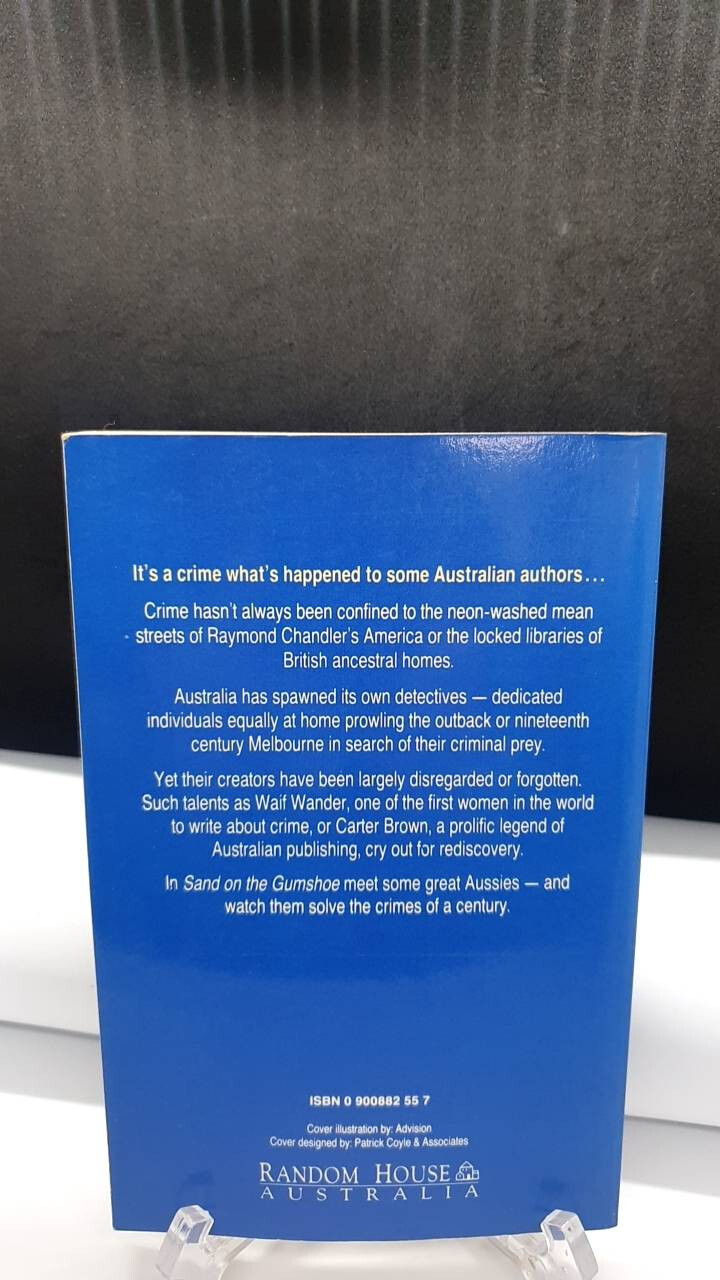 It's a crime what's happened to some Australian authors...
Crime hasn't always been confined to the neon-washed mean
streets of Raymond Chandler's America or the locked libraries of
British ancestral homes.
Australia has spawned its own detectives — dedicated
individuals equally at home prowling the outback or nineteenth
century Melbourne in search of their criminal prey.
Yet their creators have been largely disregarded or forgotten.
Such talents as Waif Wander, one of the first women in the world
to write about crime, or Carter Brown, a prolific legend of
Australian publishing, cry out for rediscovery.
In Sand on the Gumshoe meet some great Aussies — and
watch them solve the crimes of a century.
ISBN 0 900882 55 7
Cover illustration by: Advision
Cover designed by: Patrick Coyle & Associates
RANDOM HOUSE
AUSTRALIA